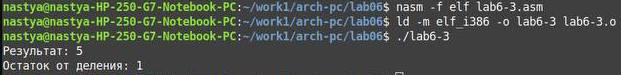 nastya@nastya-HP-250-G7-Notebook-PC:~/work1/arch-pc/lab06$ nasm -f elf lab6-3.asm
nastya@nastya-HP-250-G7-Notebook-PC:~/work1/arch-pc/lab06$ ld -m elf_i386 -o lab6-3 lab6-3.o
nastya@nastya-HP-250-G7-Notebook-PC:~/work1/arch-pc/lab06$ ./lab6-3
Результат: 5
Остаток от деления: 1